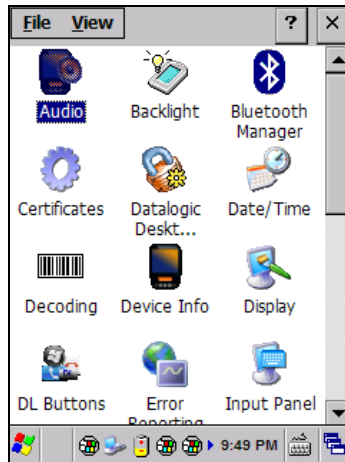 File View ? ×
Audio Backlight Bluetooth
Manager
Certificates Datalogic Date/Time
Deskt...
Decoding Device Info Display
DL Buttons Error Input Panel
Reporting
9:49 PM